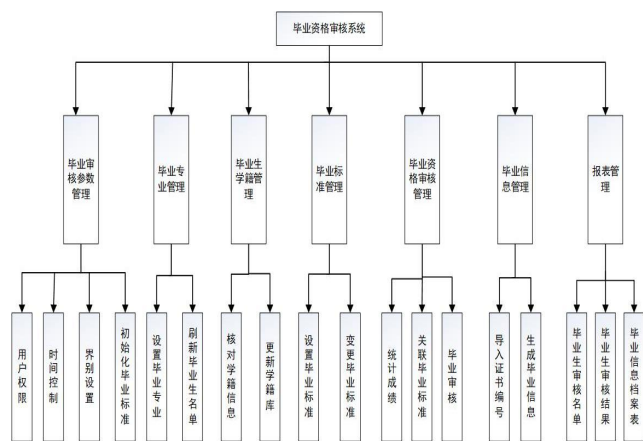 毕业资格审核系统
毕业审
核参数
管理
毕业专
业管理
毕业生
学籍管
理
毕业标
准管理
毕业资
格审核管
理
毕业信
息管理
报表管
理
用户权限
时间控制
界别设置
初始化毕业标准
设置毕业专业
刷新毕业生名单
核对学籍信息
更新学籍库
设置毕业标准
变更毕业标准
统计成绩
关联毕业标准
毕业审核
导入证书编号
生成毕业信息
毕业生审核名单
毕业生审核结果
毕业信息档案表